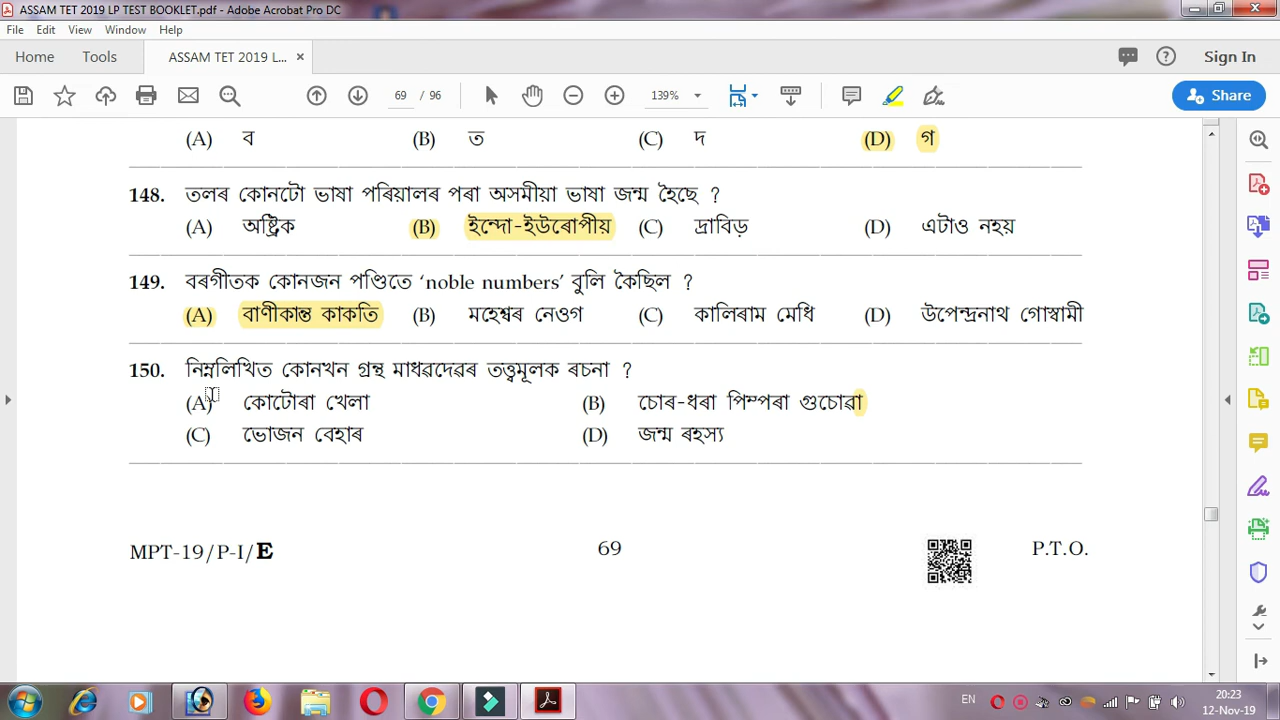 ASSAM TET 2019 LP TEST BOOKLET.pdf - Adobe Acrobat Pro DC
File Edit View Window Help
Home Tools ASSAM TET 2019 L... × Sign In
69 / 96 139% Share
(A) ব (B) ত (C) দ (D) গ
148. তলৰ কোনটো ভাষা পৰিয়ালৰ পৰা অসমীয়া ভাষা জন্ম হৈছে ?
(A) অষ্ট্ৰিক (B) ইন্দো-ইউৰোপীয় (C) দ্ৰাবিড় (D) এটাও নহয়
149. বৰগীতক কোনজন পণ্ডিতে ‘noble numbers’ বুলি কৈছিল ?
(A) বাণীকান্ত কাকতি (B) মহেশ্বৰ নেওগ (C) কালিৰাম মেধি (D) উপেন্দ্ৰনাথ গোস্বামী
150. নিম্নলিখিত কোনখন গ্ৰন্থ মাধৱদেৱৰ তত্ত্বমূলক ৰচনা ?
(A) কোটোৰা খেলা (B) চোৰ-ধৰা পিম্পৰা গুচোৱা
(C) ভোজন বেহাৰ (D) জন্ম ৰহস্য
MPT-19/P-I/E 69 P.T.O.
EN 20:23
12-Nov-19